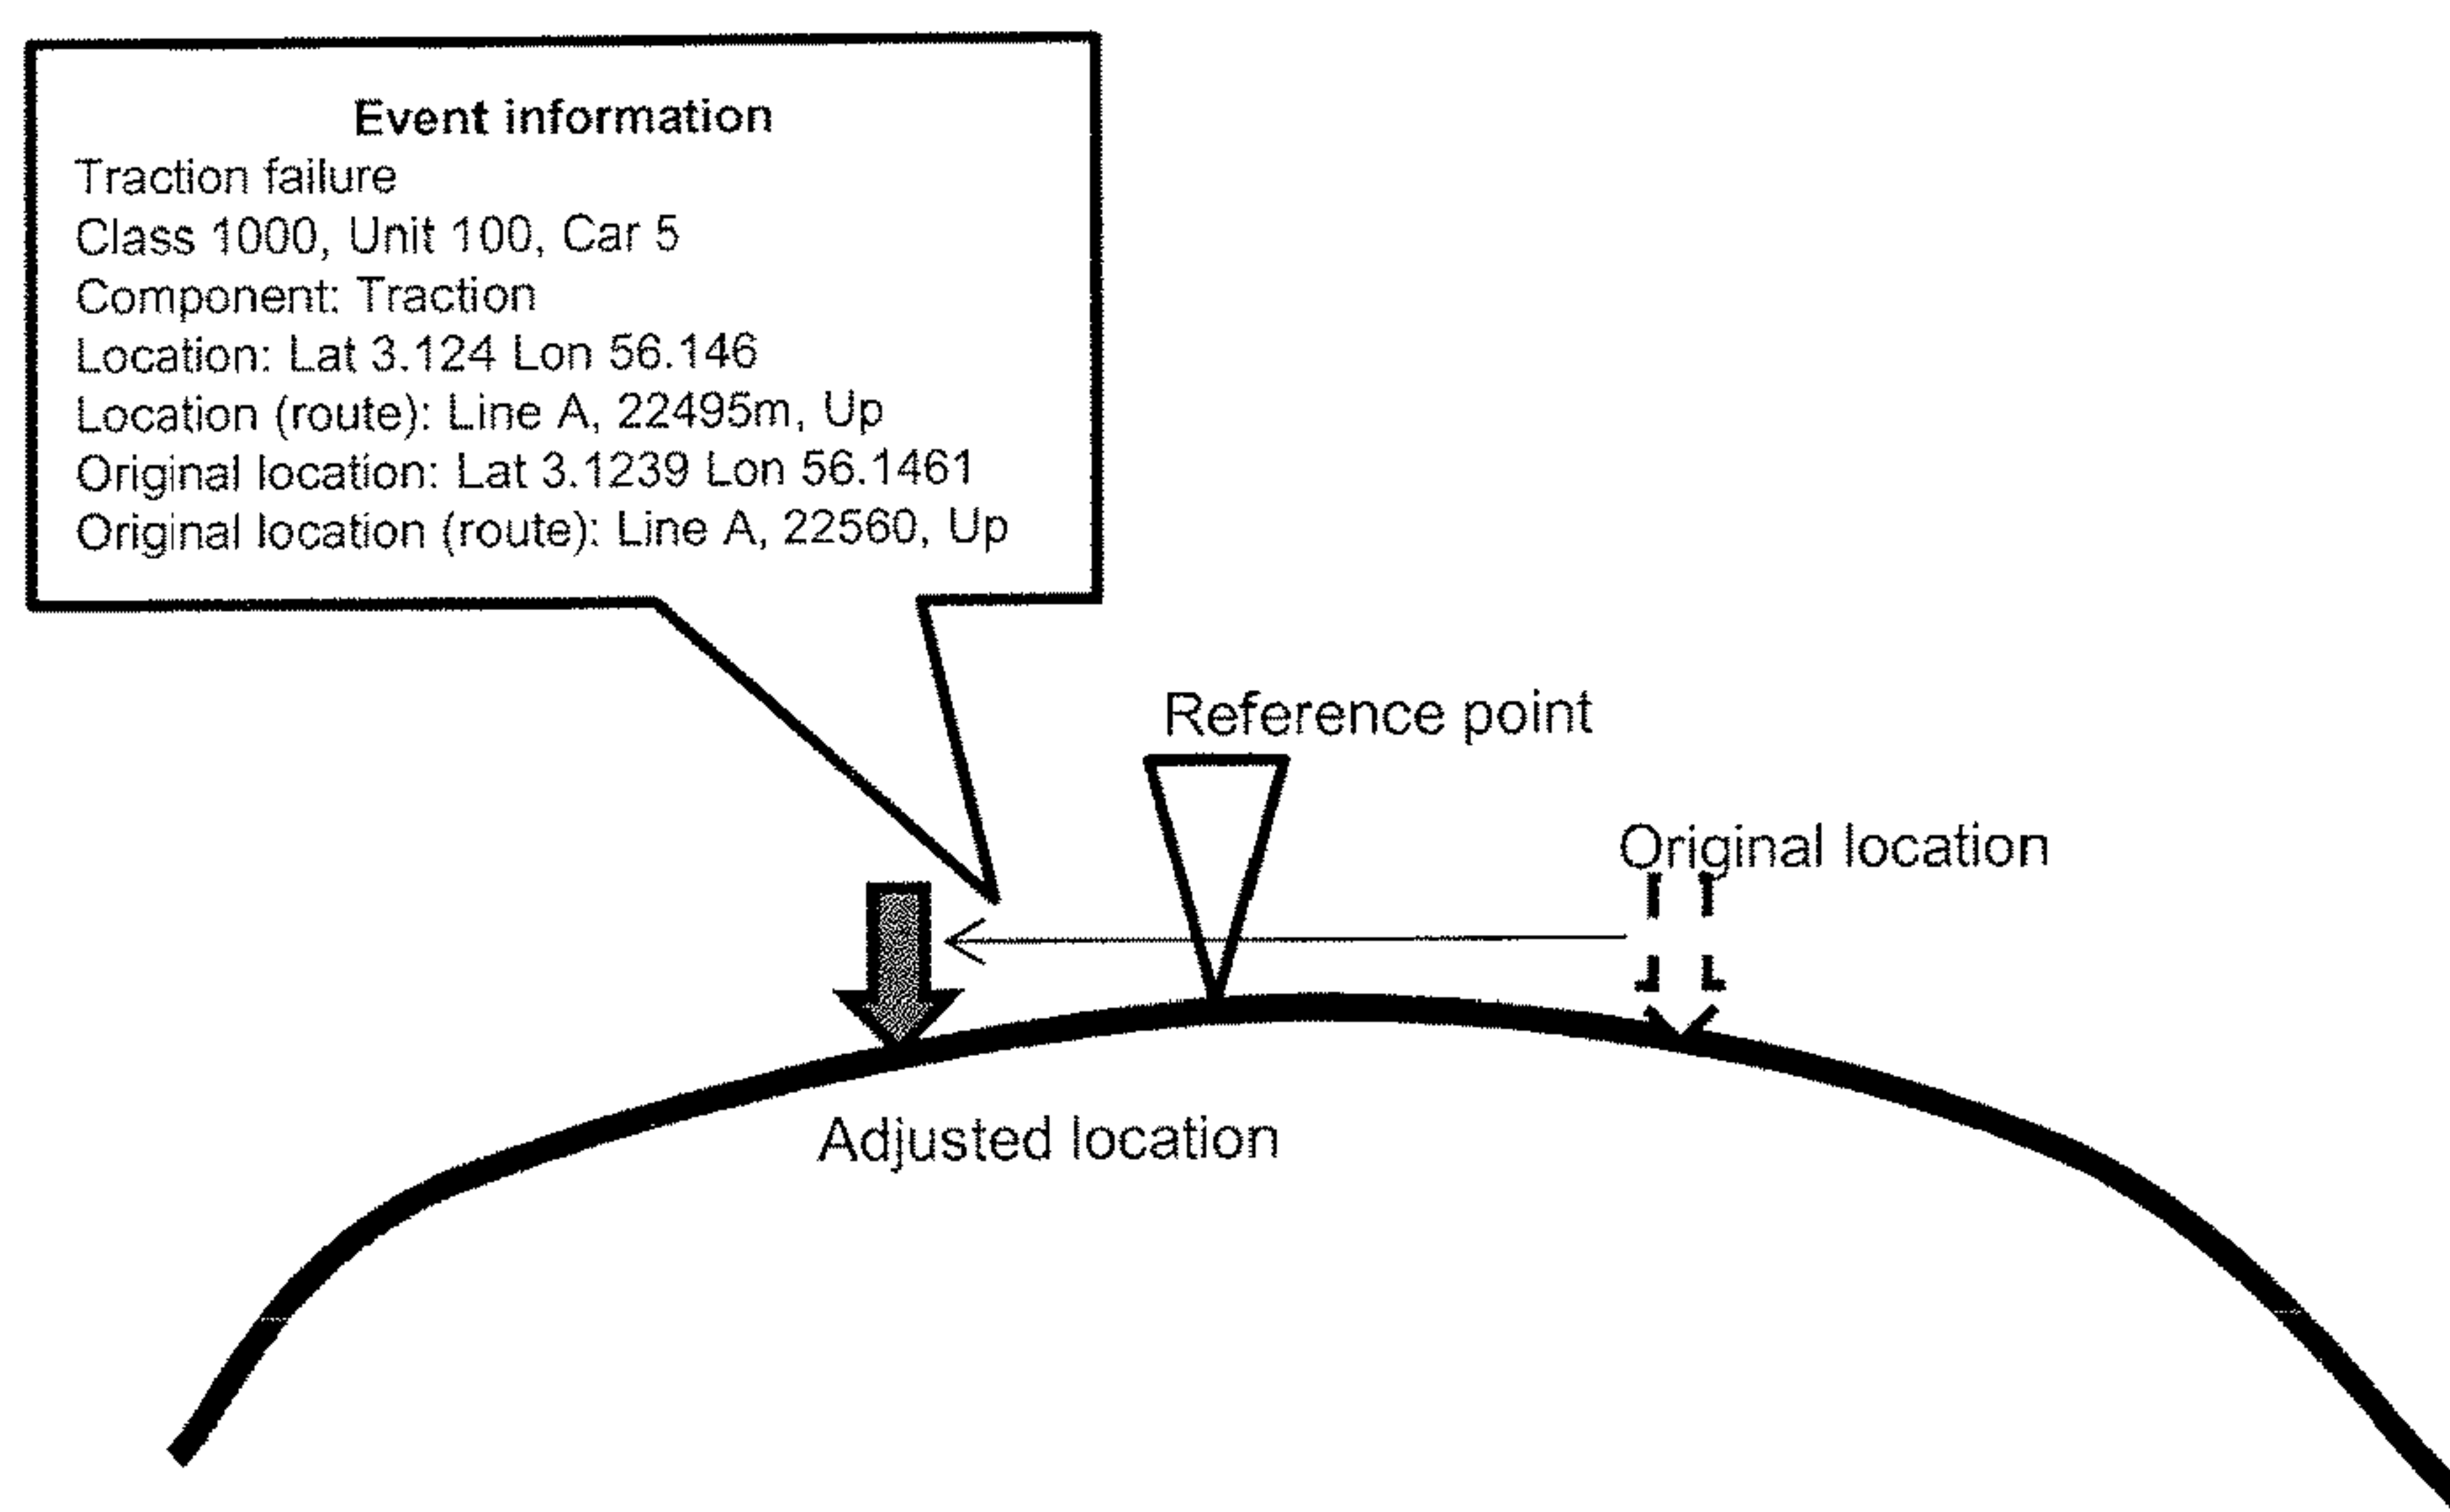 Event information
Traction failure
Class 1000, Unit 100, Car 5
Component: Traction
Location: Lat 3.124 Lon 56.146
Location (route): Line A, 22495m, Up
Original location: Lat 3.1239 Lon 56.1461
Original location (route): Line A, 22560, Up
Reference point
Original location
Adjusted location